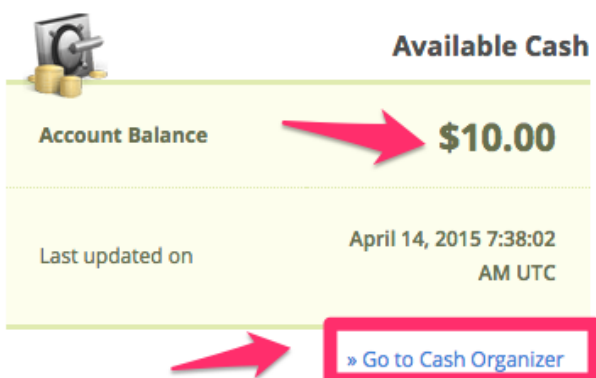 Available Cash
Account Balance $10.00
Last updated on April 14, 2015 7:38:02
AM UTC
» Go to Cash Organizer